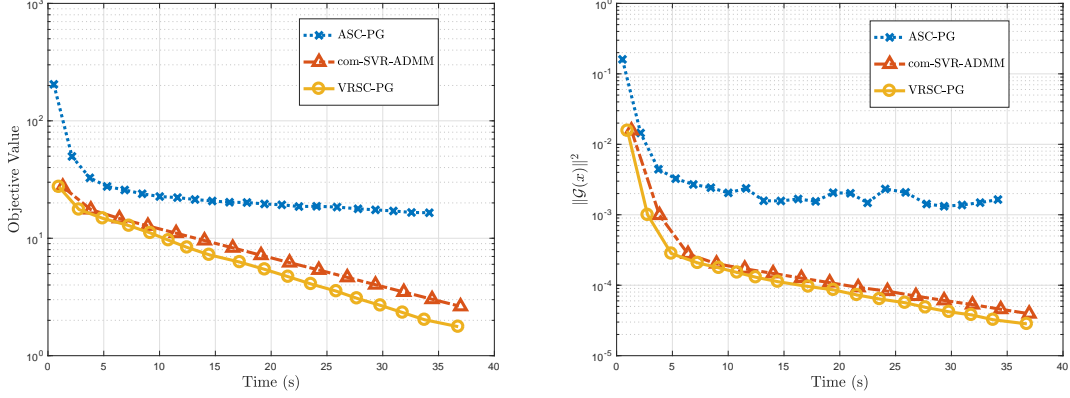 10^3
10^2
10^1
10^0
Objective Value
0 5 10 15 20 25 30 35 40
Time (s)
ASC-PG
com-SVR-ADMM
VRSC-PG
10^0
10^-1
10^-2
10^-3
10^-4
10^-5
||𝒢(x)||^2
0 5 10 15 20 25 30 35 40
Time (s)
ASC-PG
com-SVR-ADMM
VRSC-PG